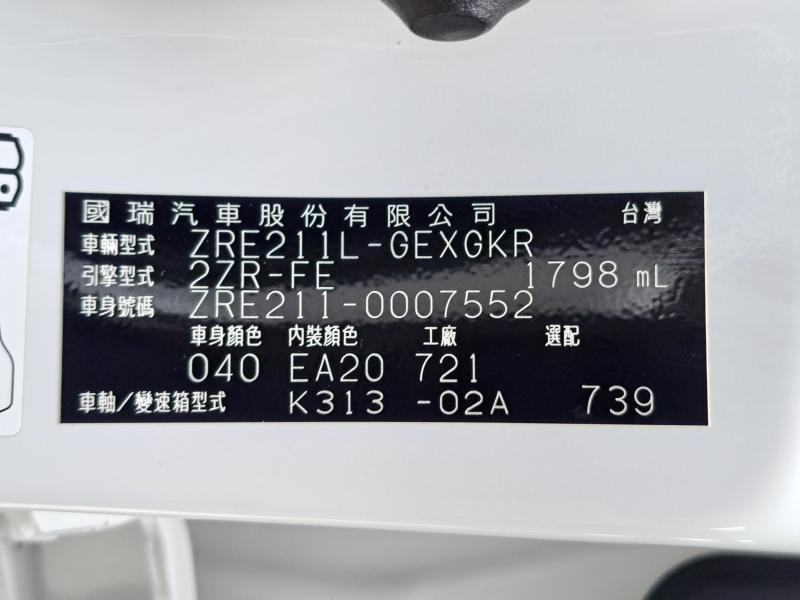 國瑞汽車股份有限公司 台灣
車輛型式 ZRE211L-GEXGKR
引擎型式 2ZR-FE 1798 mL
車身號碼 ZRE211-0007552
車身顏色 內裝顏色 工廠 選配
040 EA20 721
車軸/變速箱型式 K313 -02A 739